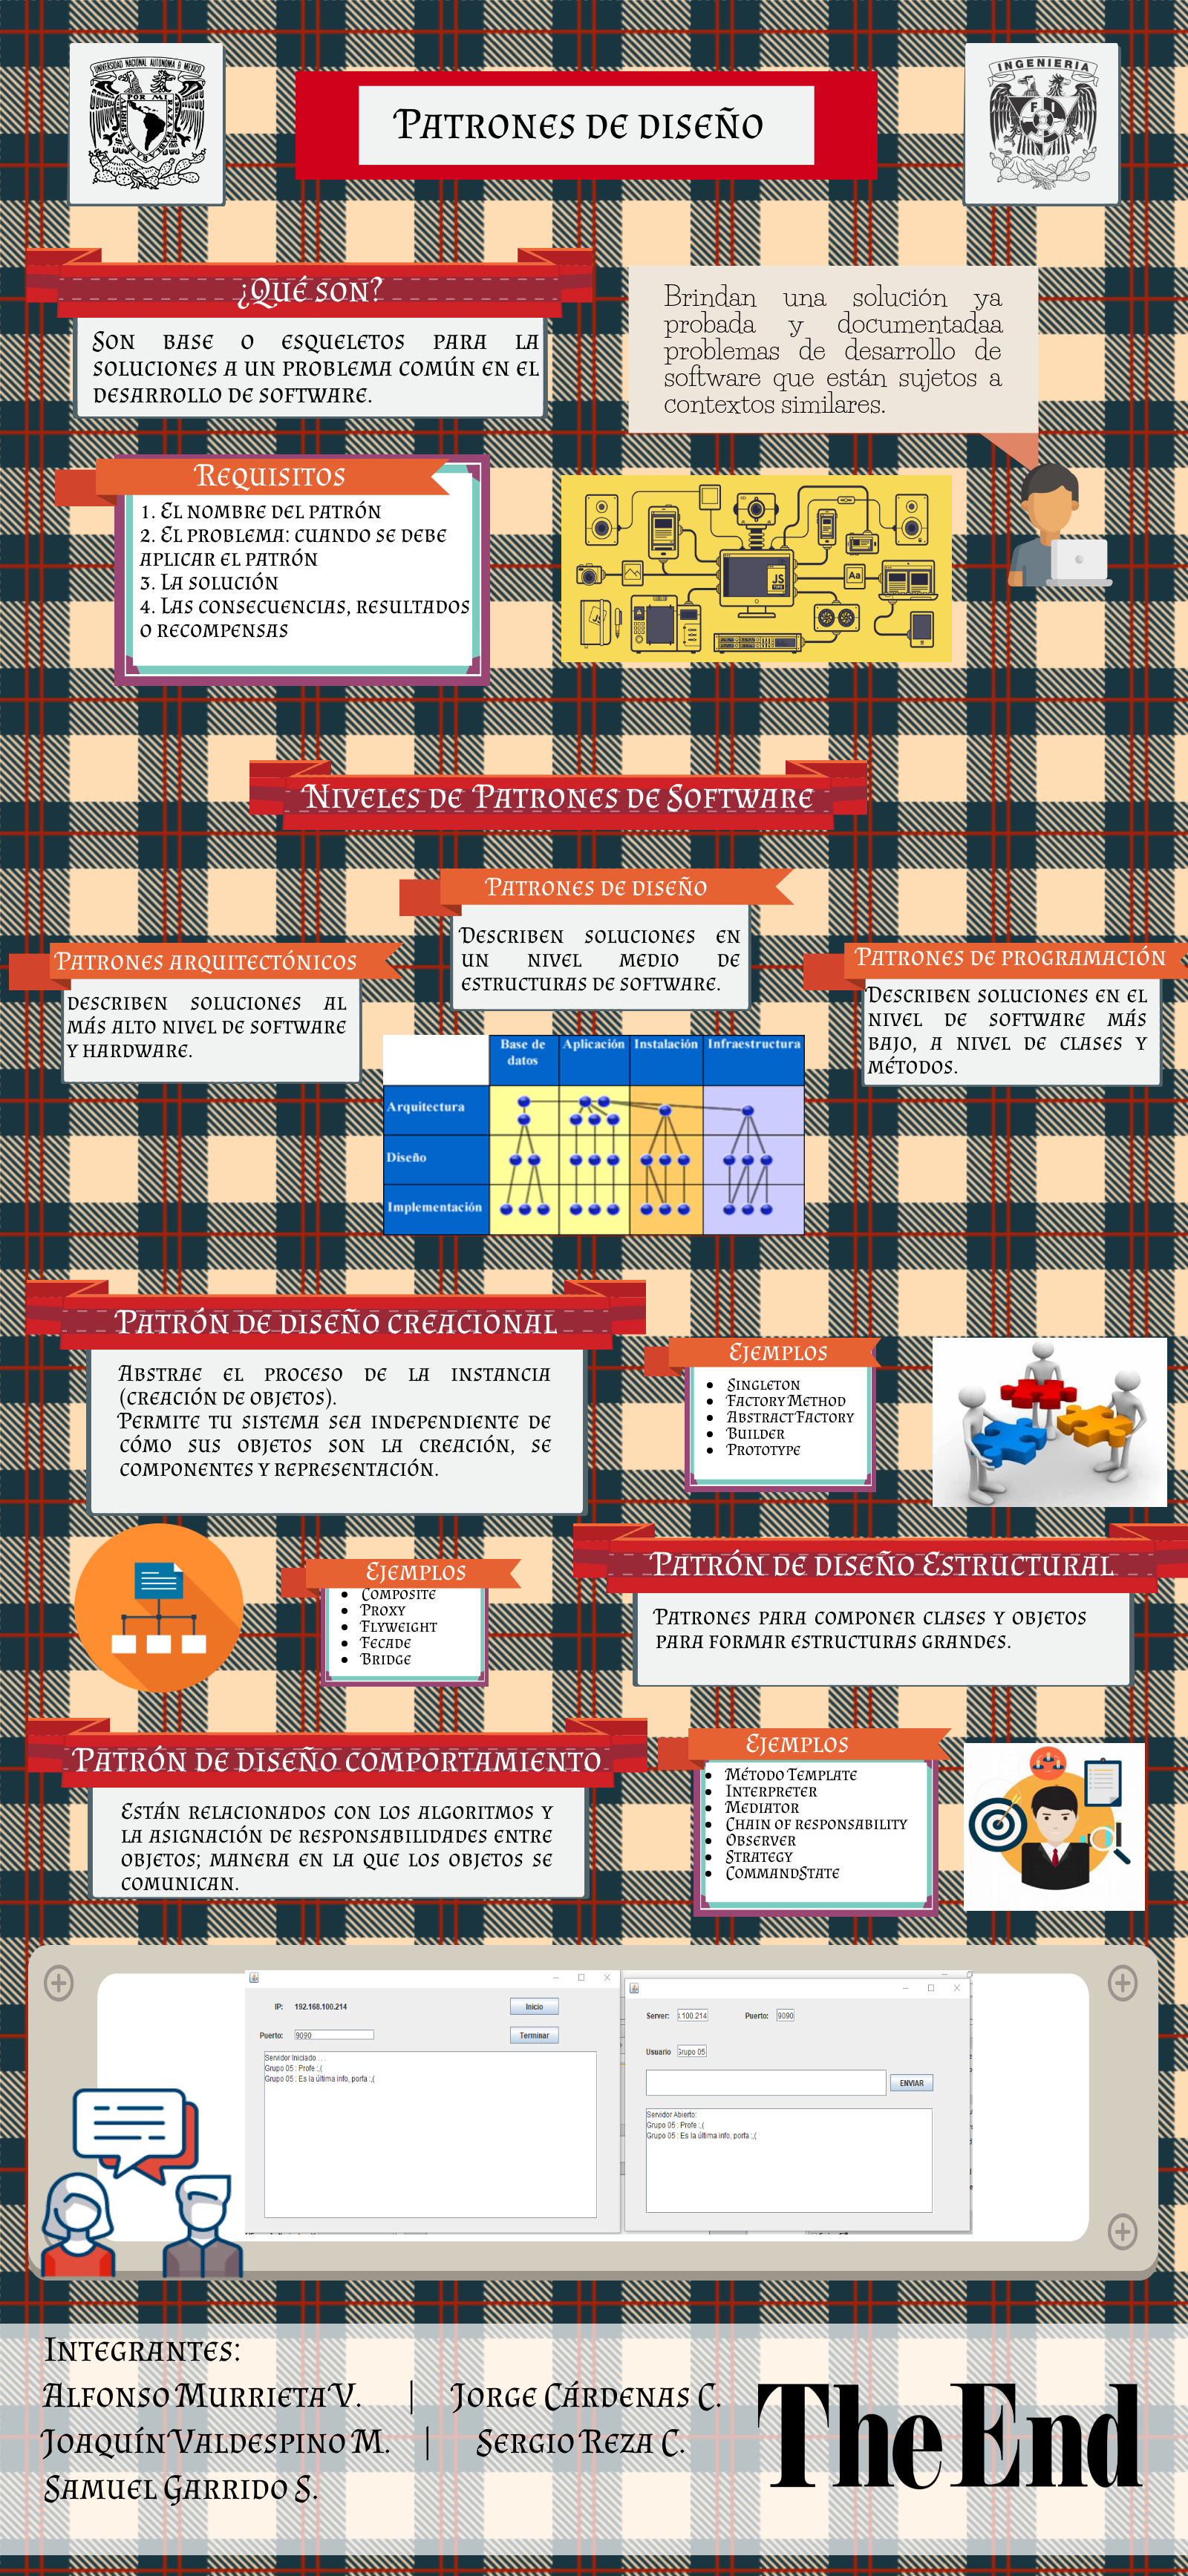 UNIVERSIDAD NACIONAL AUTÓNOMA DE MÉXICO
POR MI RAZA
ESPIRITU
HABLARA
INGENIERIA
F I
PATRONES DE DISEÑO
¿QUÉ SON?
SON BASE O ESQUELETOS PARA LA
SOLUCIONES A UN PROBLEMA COMÚN EN EL
DESARROLLO DE SOFTWARE.
Brindan una solución ya
probada y documentadaa
problemas de desarrollo de
software que están sujetos a
contextos similares.
REQUISITOS
1. EL NOMBRE DEL PATRÓN
2. EL PROBLEMA: CUANDO SE DEBE
APLICAR EL PATRÓN
3. LA SOLUCIÓN
4. LAS CONSECUENCIAS, RESULTADOS
O RECOMPENSAS
JS
Aa
NIVELES DE PATRONES DE SOFTWARE
PATRONES DE DISEÑO
DESCRIBEN SOLUCIONES EN
UN NIVEL MEDIO DE
ESTRUCTURAS DE SOFTWARE.
PATRONES ARQUITECTÓNICOS
DESCRIBEN SOLUCIONES AL
MÁS ALTO NIVEL DE SOFTWARE
Y HARDWARE.
PATRONES DE PROGRAMACIÓN
DESCRIBEN SOLUCIONES EN EL
NIVEL DE SOFTWARE MÁS
BAJO, A NIVEL DE CLASES Y
MÉTODOS.
Base de datos Aplicación Instalación Infraestructura
Arquitectura
Diseño
Implementación
PATRÓN DE DISEÑO CREACIONAL
ABSTRAE EL PROCESO DE LA INSTANCIA
(CREACIÓN DE OBJETOS).
PERMITE TU SISTEMA SEA INDEPENDIENTE DE
CÓMO SUS OBJETOS SON LA CREACIÓN, SE
COMPONENTES Y REPRESENTACIÓN.
EJEMPLOS
• SINGLETON
• FACTORY METHOD
• ABSTRACT FACTORY
• BUILDER
• PROTOTYPE
EJEMPLOS
• COMPOSITE
• PROXY
• FLYWEIGHT
• FECADE
• BRIDGE
PATRÓN DE DISEÑO ESTRUCTURAL
PATRONES PARA COMPONER CLASES Y OBJETOS
PARA FORMAR ESTRUCTURAS GRANDES.
PATRÓN DE DISEÑO COMPORTAMIENTO
ESTÁN RELACIONADOS CON LOS ALGORITMOS Y
LA ASIGNACIÓN DE RESPONSABILIDADES ENTRE
OBJETOS; MANERA EN LA QUE LOS OBJETOS SE
COMUNICAN.
EJEMPLOS
• MÉTODO TEMPLATE
• INTERPRETER
• MEDIATOR
• CHAIN OF RESPONSABILITY
• OBSERVER
• STRATEGY
• COMMANDSTATE
IP: 192.168.100.214 Inicio
Puerto: 9090 Terminar
Servidor Iniciado . . .
Grupo 05 : Profe :,(
Grupo 05 : Es la última info, porfa :,(
Server: .100.214 Puerto: 9090
Usuario Grupo 05
ENVIAR
Servidor Abierto:
Grupo 05 : Profe :,(
Grupo 05 : Es la última info, porfa :,(
INTEGRANTES:
ALFONSO MURRIETA V. | JORGE CÁRDENAS C.
JOAQUÍN VALDESPINO M. | SERGIO REZA C.
SAMUEL GARRIDO S.
The End